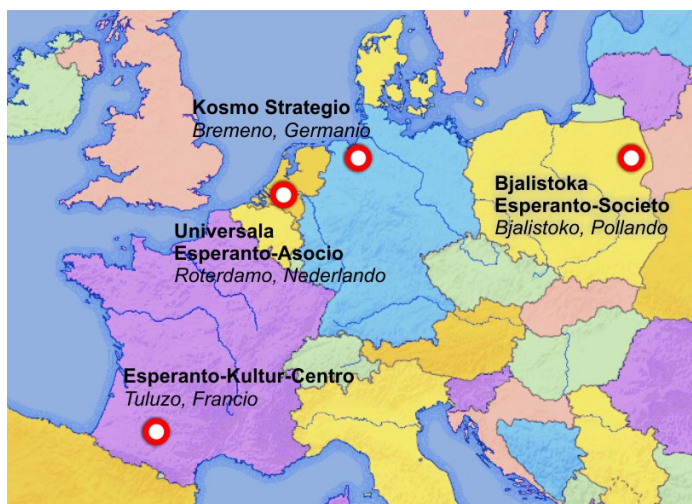 Kosmo Strategio
Bremeno, Germanio
Bjalistoka
Esperanto-Societo
Bjalistoko, Pollando
Universala
Esperanto-Asocio
Roterdamo, Nederlando
Esperanto-Kultur-Centro
Tuluzo, Francio